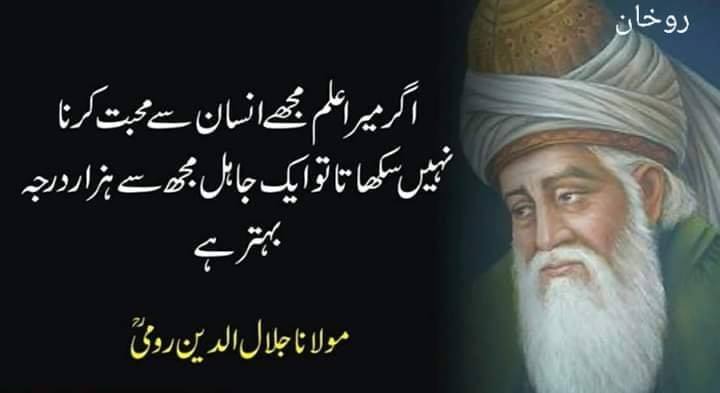 روخان
اگر میرا علم مجھے انسان سے محبت کرنا
نہیں سکھاتا تو ایک جاہل مجھ سے ہزار درجہ
بہتر ہے
مولانا جلال الدین رومیؒ